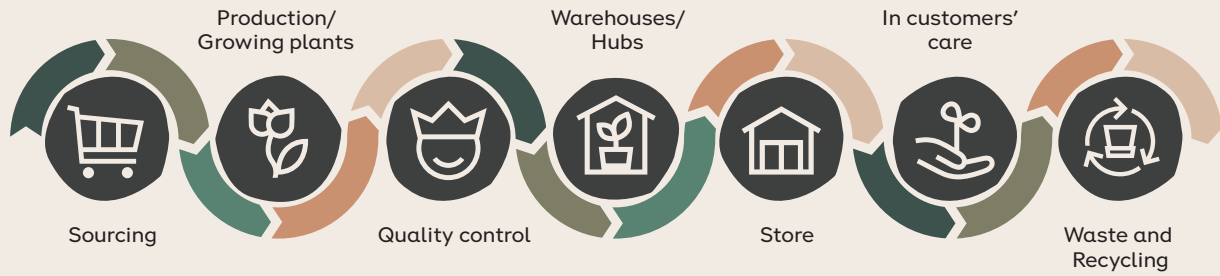 Sourcing
Production/
Growing plants
Quality control
Warehouses/
Hubs
Store
In customers’
care
Waste and
Recycling